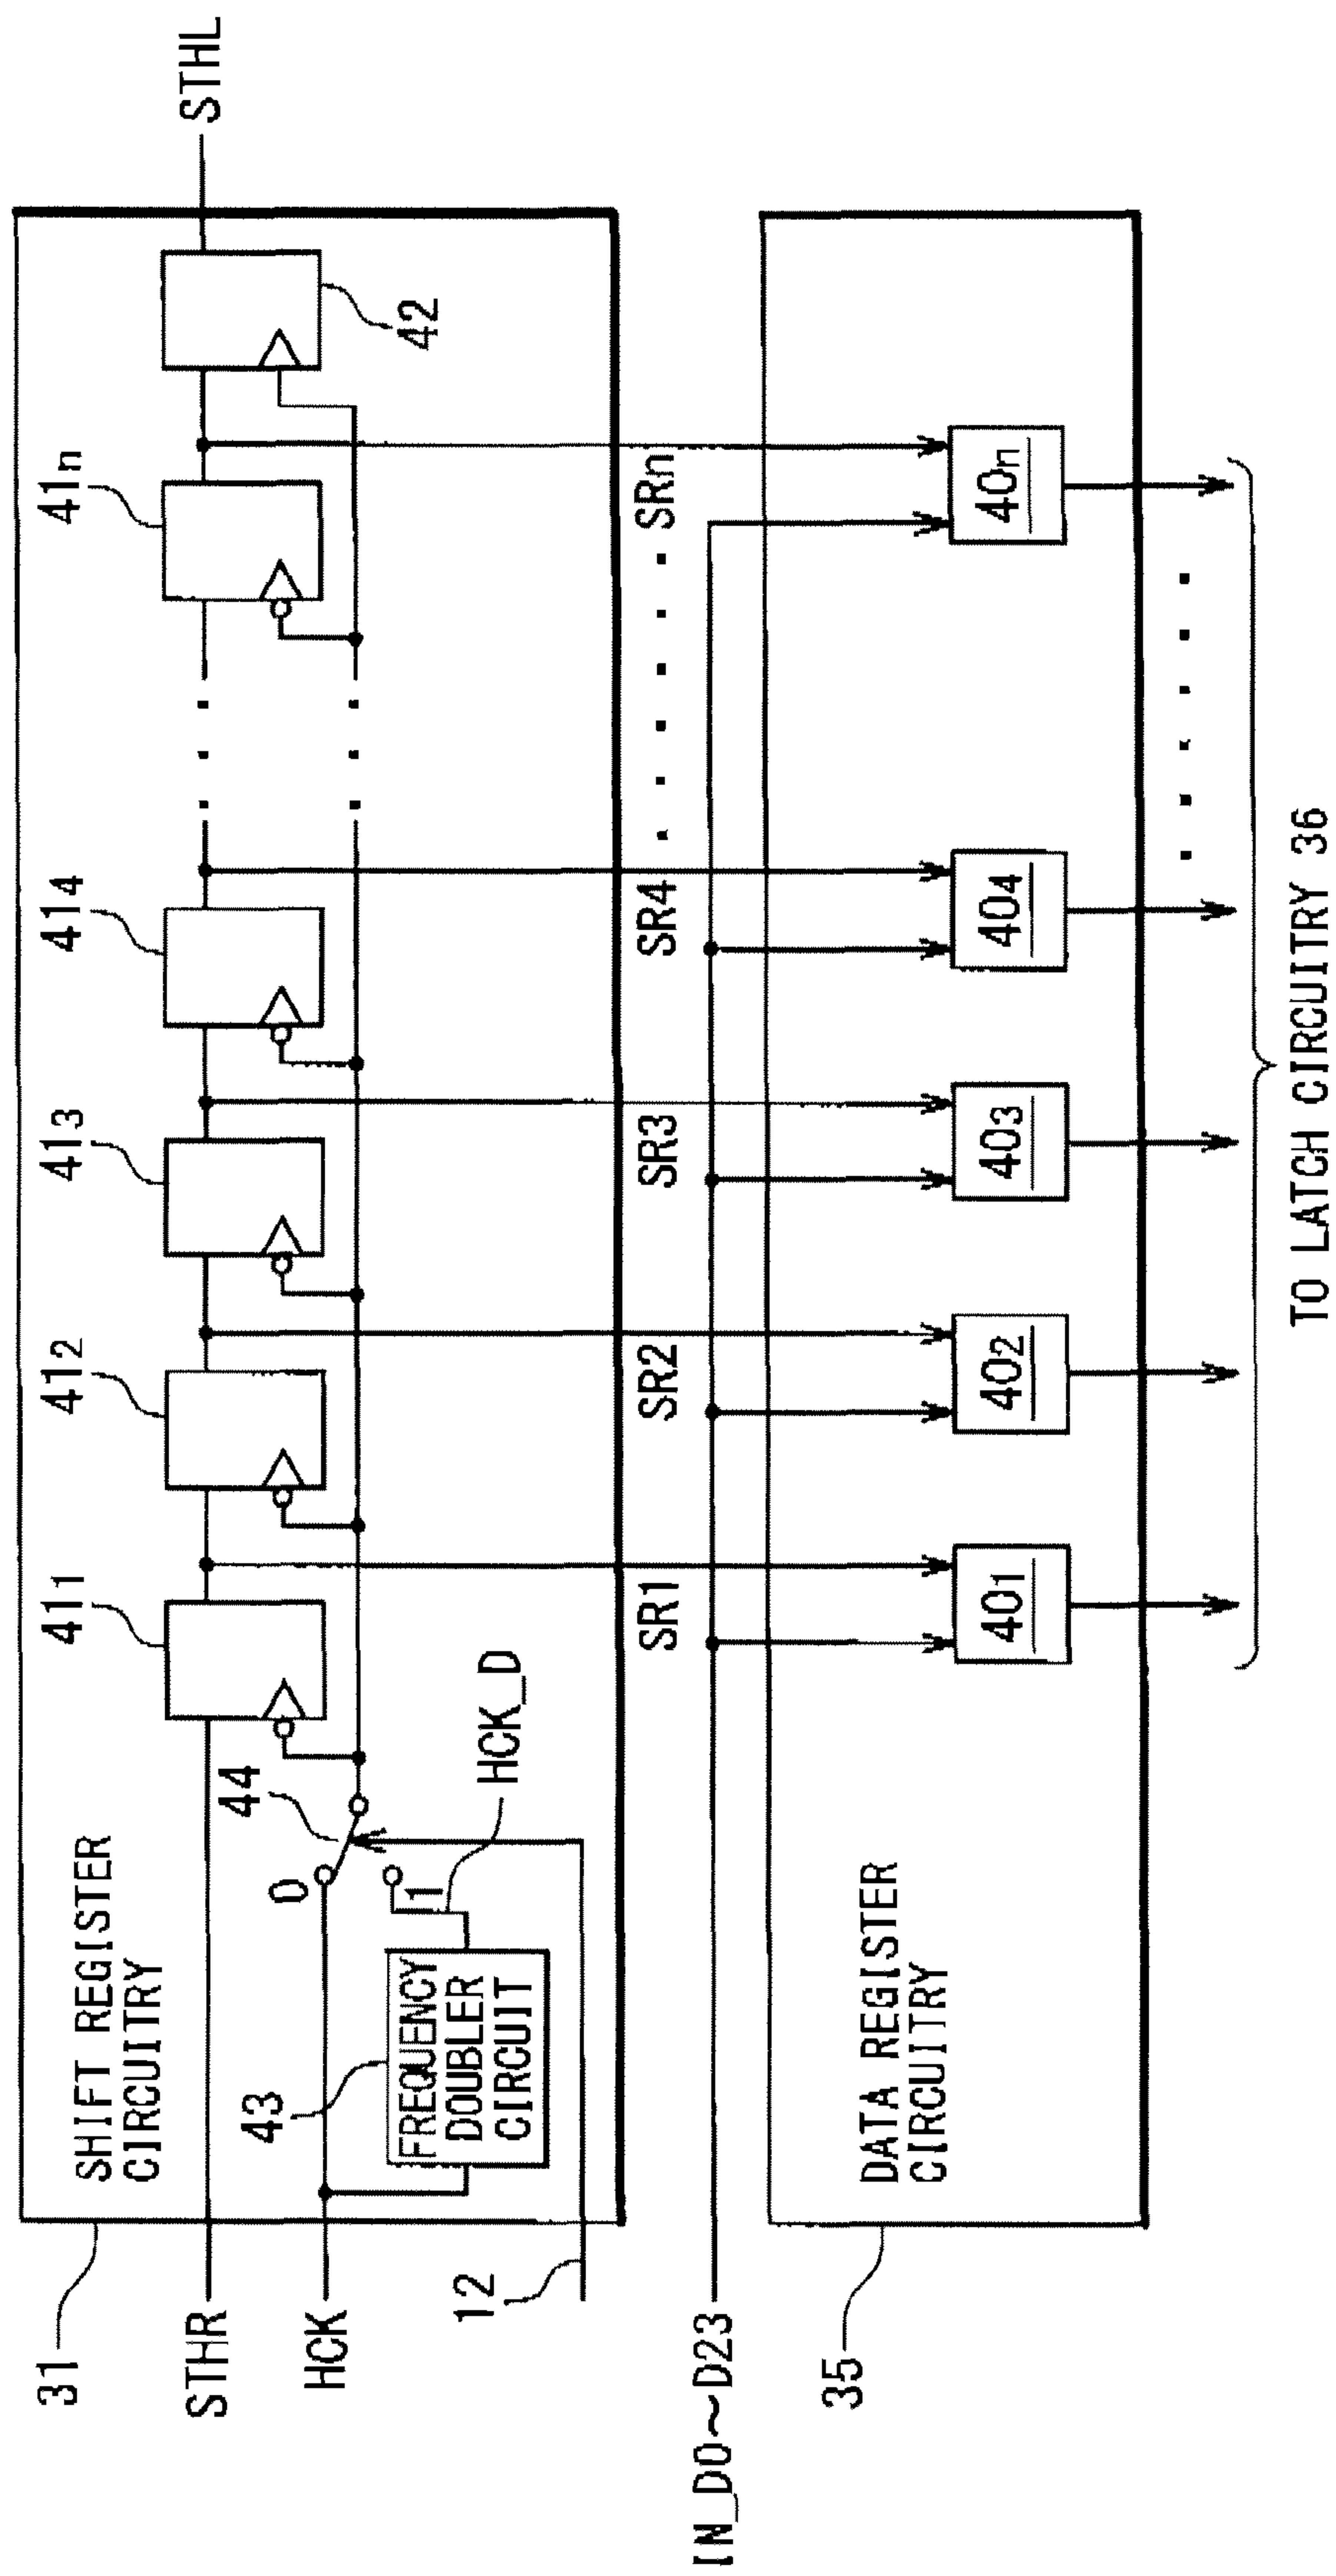 31
SHIFT REGISTER
CIRCUITRY
STHR
HCK
12
43
FREQUENCY
DOUBLER
CIRCUIT
HCK_D
0
1
44
411
412
413
414
41n
42
STHL
SR1
SR2
SR3
SR4
SRn
IN_D0~D23
35
DATA REGISTER
CIRCUITRY
401
402
403
404
40n
TO LATCH CIRCUITRY 36